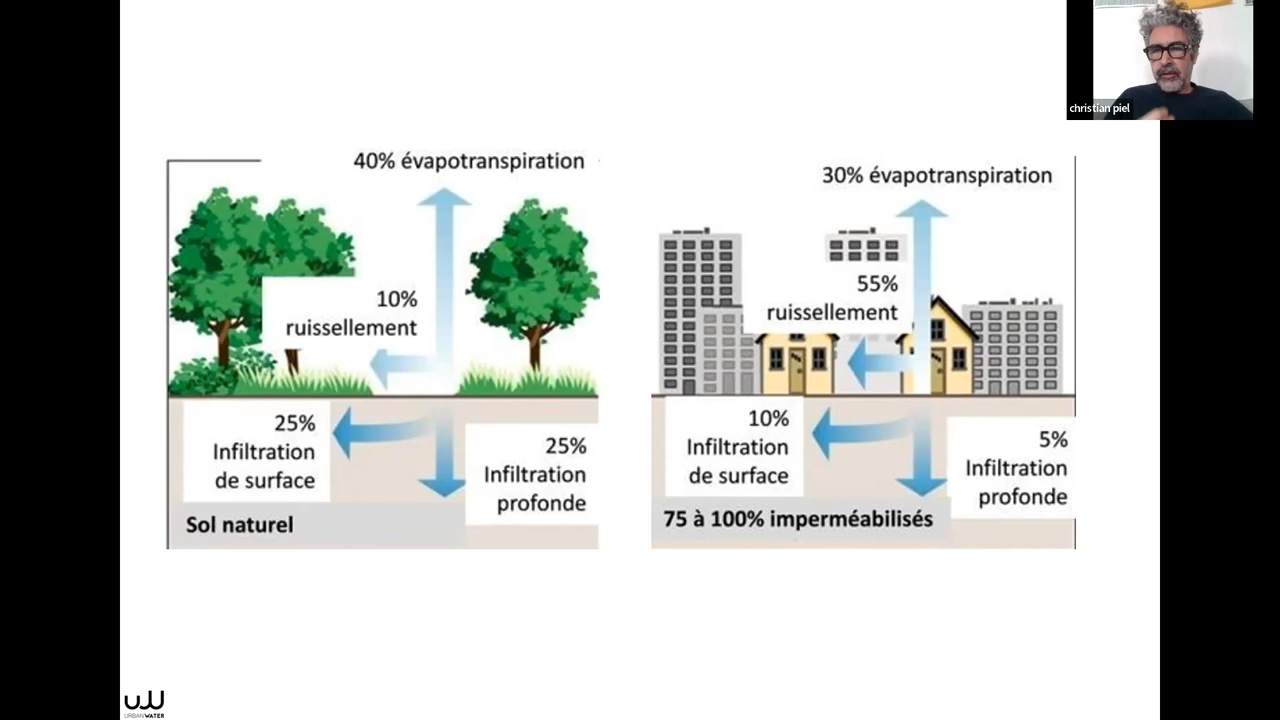 christian piel
40% évapotranspiration
10%
ruissellement
25%
Infiltration
de surface
25%
Infiltration
profonde
Sol naturel
30% évapotranspiration
55%
ruissellement
10%
Infiltration
de surface
5%
Infiltration
profonde
75 à 100% imperméabilisés
URBANWATER